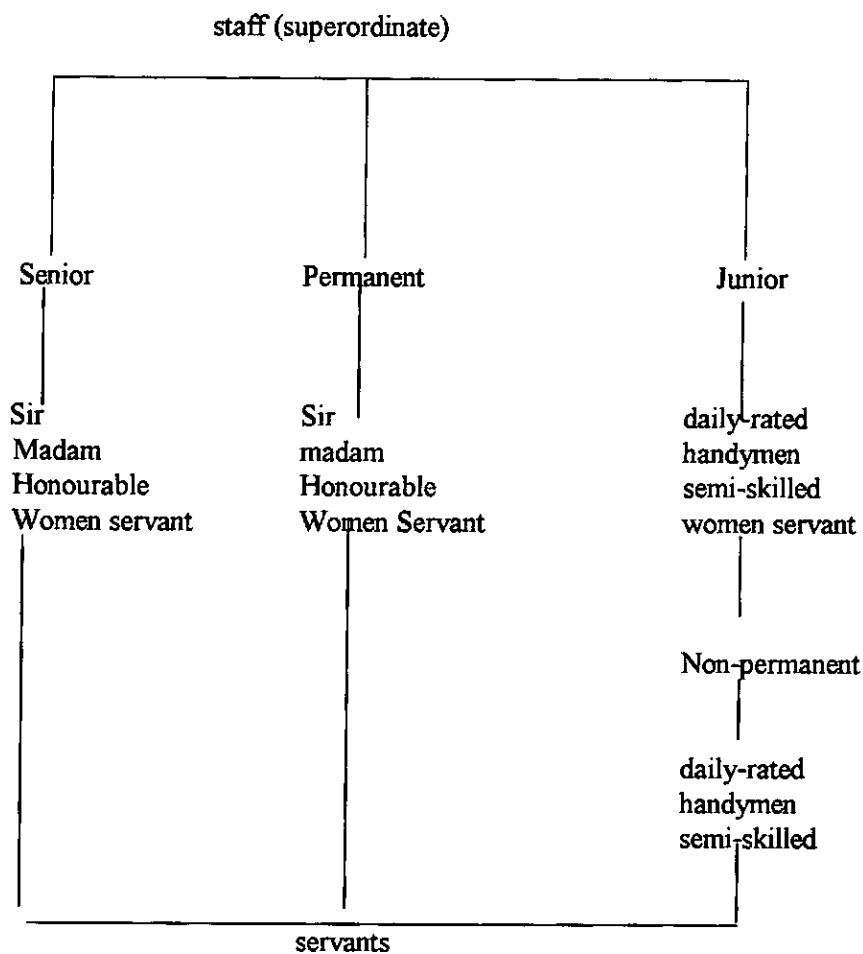 staff (superordinate)
Senior
Permanent
Junior
Sir
Madam
Honourable
Women servant
Sir
madam
Honourable
Women Servant
daily-rated
handymen
semi-skilled
women servant
Non-permanent
daily-rated
handymen
semi-skilled
servants